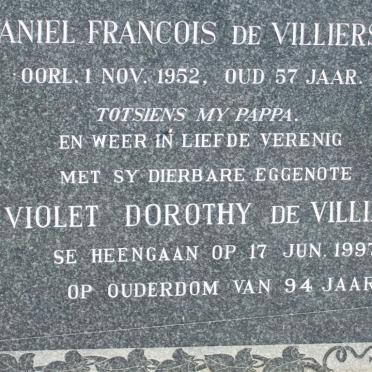 ANIEL FRANCOIS DE VILLIERS
OORL. 1 NOV. 1952, OUD 57 JAAR.
TOTSIENS MY PAPPA.
EN WEER IN LIEFDE VERENIG
MET SY DIERBARE EGGENOTE
VIOLET DOROTHY DE VILLI
SE HEENGAAN OP 17 JUN. 1997
OP OUDERDOM VAN 94 JAAR